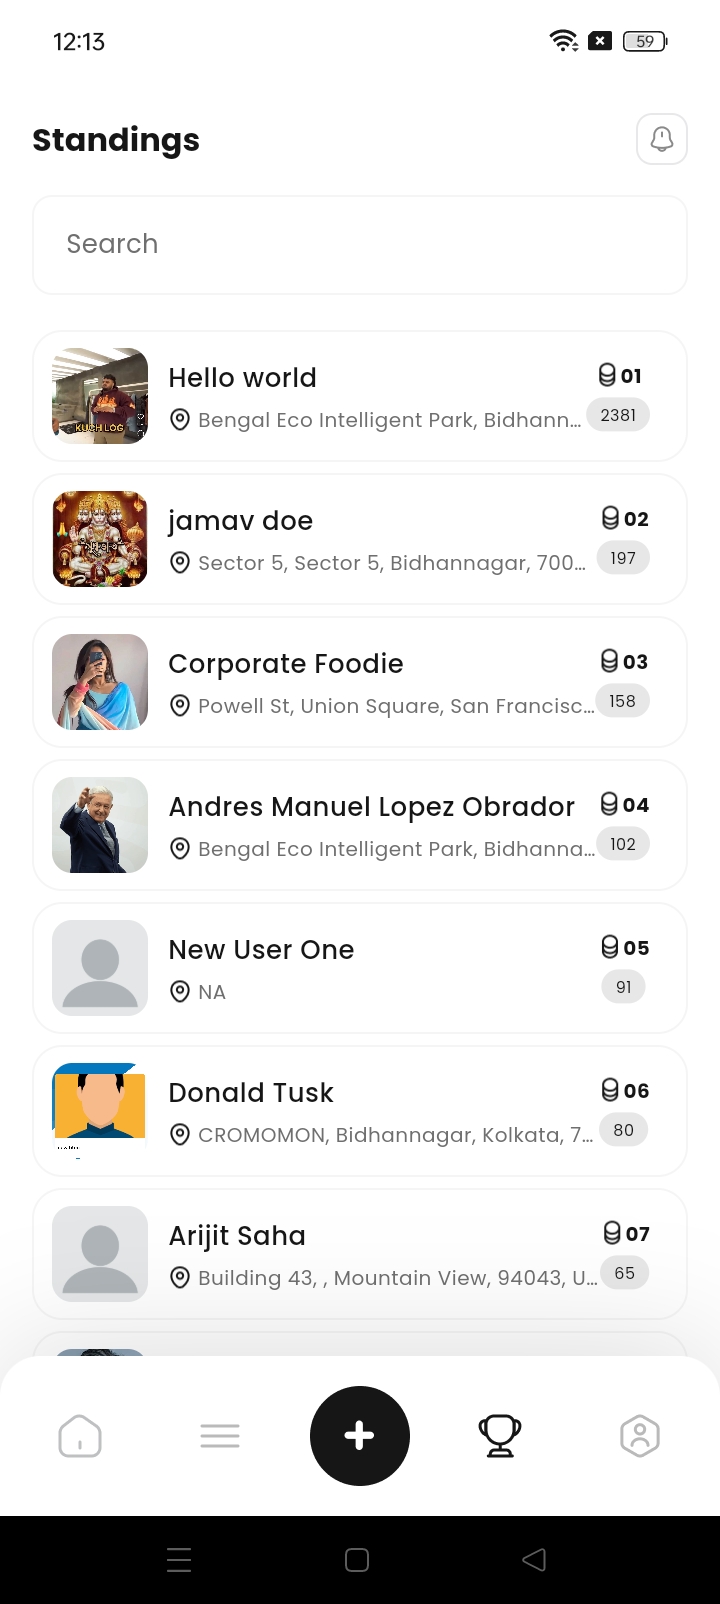 12:13
59
Standings
Search
Hello world
01
Bengal Eco Intelligent Park, Bidhann...
2381
KUCH LOG
jamav doe
02
Sector 5, Sector 5, Bidhannagar, 700...
197
Corporate Foodie
03
Powell St, Union Square, San Francisc...
158
Andres Manuel Lopez Obrador
04
Bengal Eco Intelligent Park, Bidhanna...
102
New User One
05
NA
91
Donald Tusk
06
CROMOMON, Bidhannagar, Kolkata, 7...
80
Arijit Saha
07
Building 43, , Mountain View, 94043, U...
65